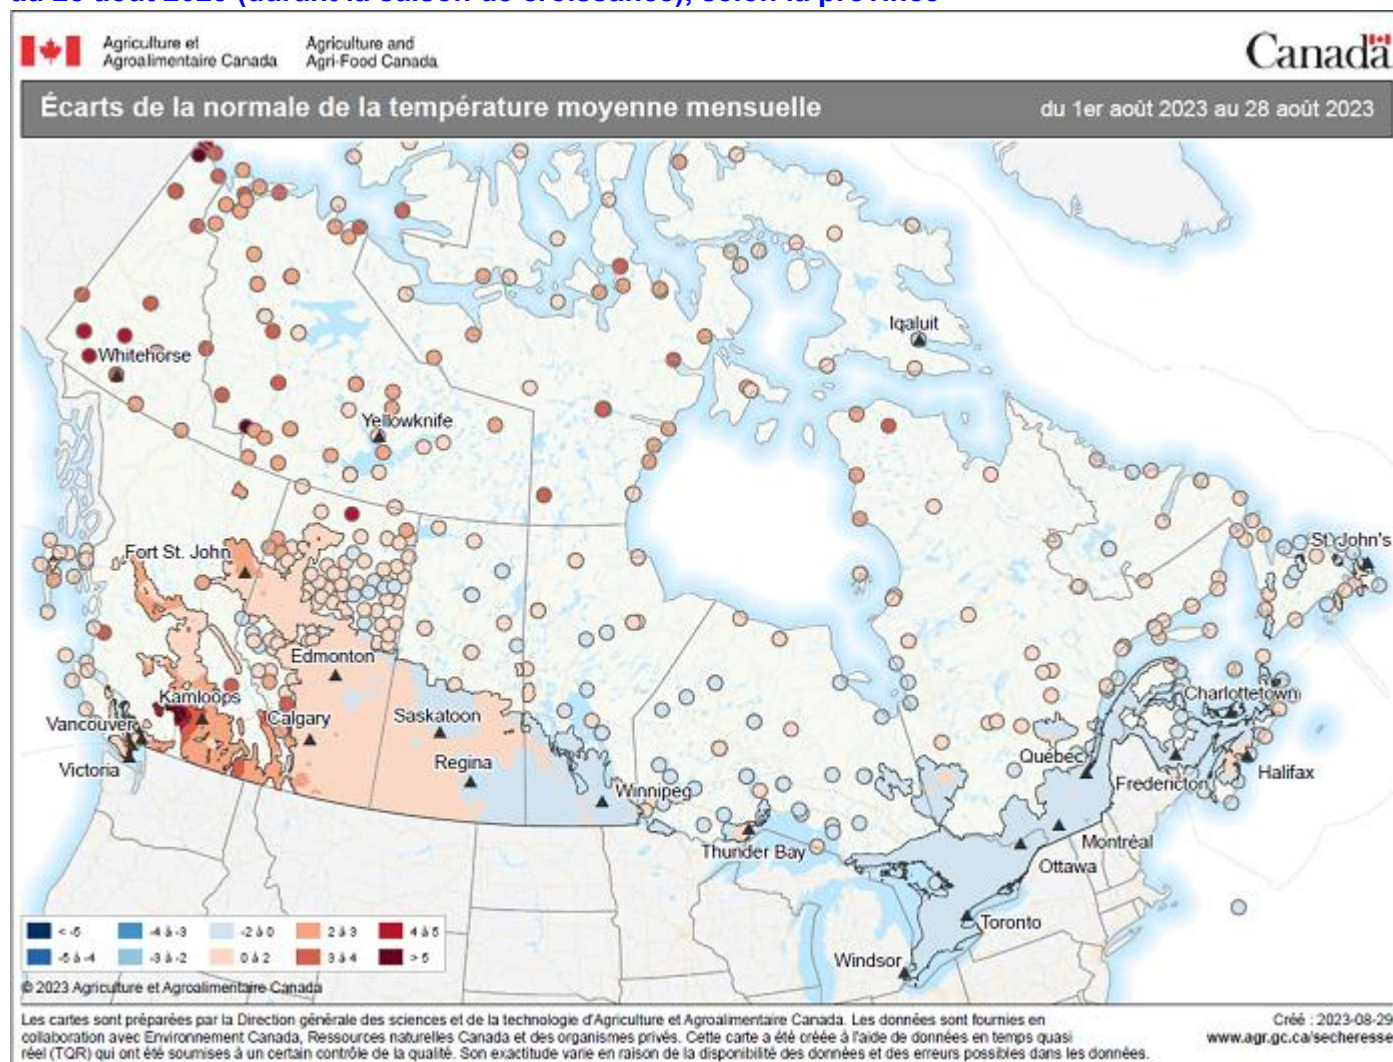 (durant la saison de croissance), selon la province
Agriculture et Agriculture and
Agroalimentaire Canada Agri-Food Canada
Canada
Écarts de la normale de la température moyenne mensuelle du 1er août 2023 au 28 août 2023
Iqaluit
Whitehorse
Yellowknife
St. John's
Fort St. John
Edmonton
Kamloops
Charlottetown
Vancouver
Calgary
Saskatoon
Victoria
Regina
Québec
Halifax
Fredericton
Winnipeg
Montréal
Thunder Bay
Ottawa
Toronto
Windsor
< -5 -4 à -3 -2 à 0 2 à 3 4 à 5
-5 à -4 -3 à -2 0 à 2 3 à 4 > 5
© 2023 Agriculture et Agroalimentaire Canada
Les cartes sont préparées par la Direction générale des sciences et de la technologie d'Agriculture et Agroalimentaire Canada. Les données sont fournies en Créé : 2023-08-29
collaboration avec Environnement Canada, Ressources naturelles Canada et des organismes privés. Cette carte a été créée à l'aide de données en temps quasi www.agr.gc.ca/secheresse
réel (TQR) qui ont été soumises à un certain contrôle de la qualité. Son exactitude varie en raison de la disponibilité des données et des erreurs possibles dans les données.